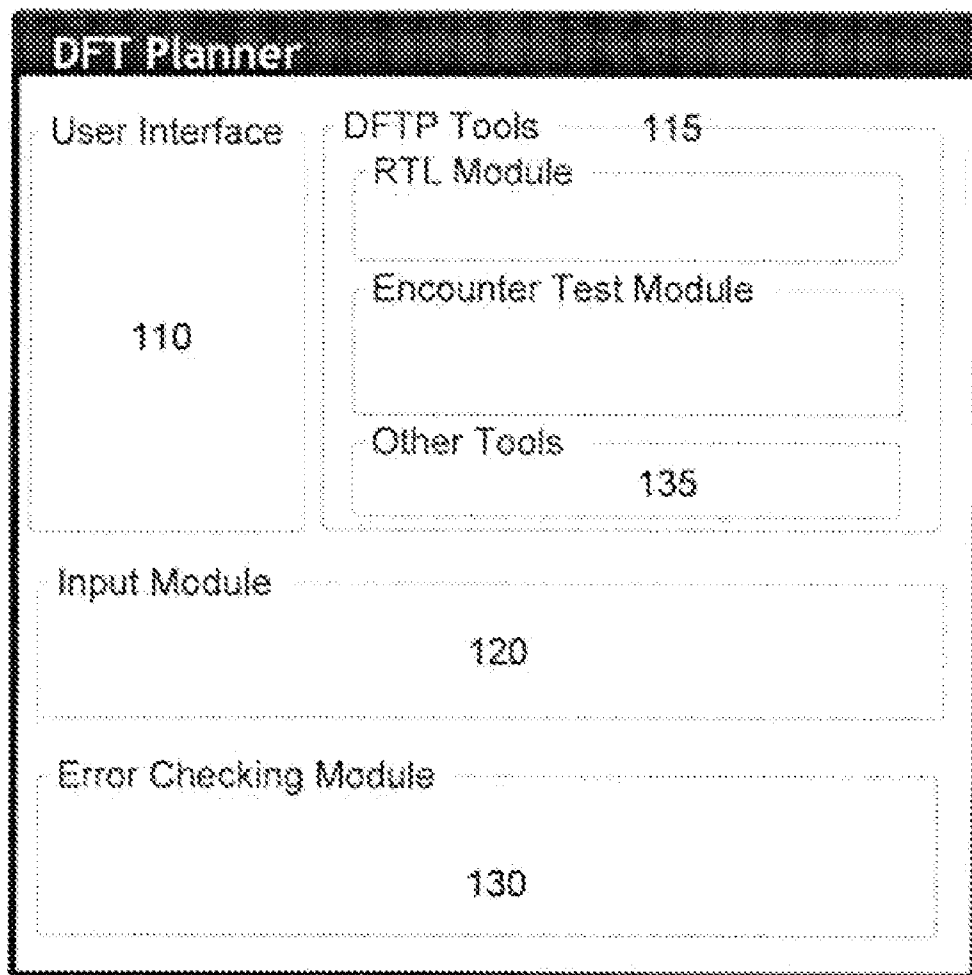 DFT Planner
User Interface
110
DFTP Tools 115
RTL Module
Encounter Test Module
Other Tools
135
Input Module
120
Error Checking Module
130